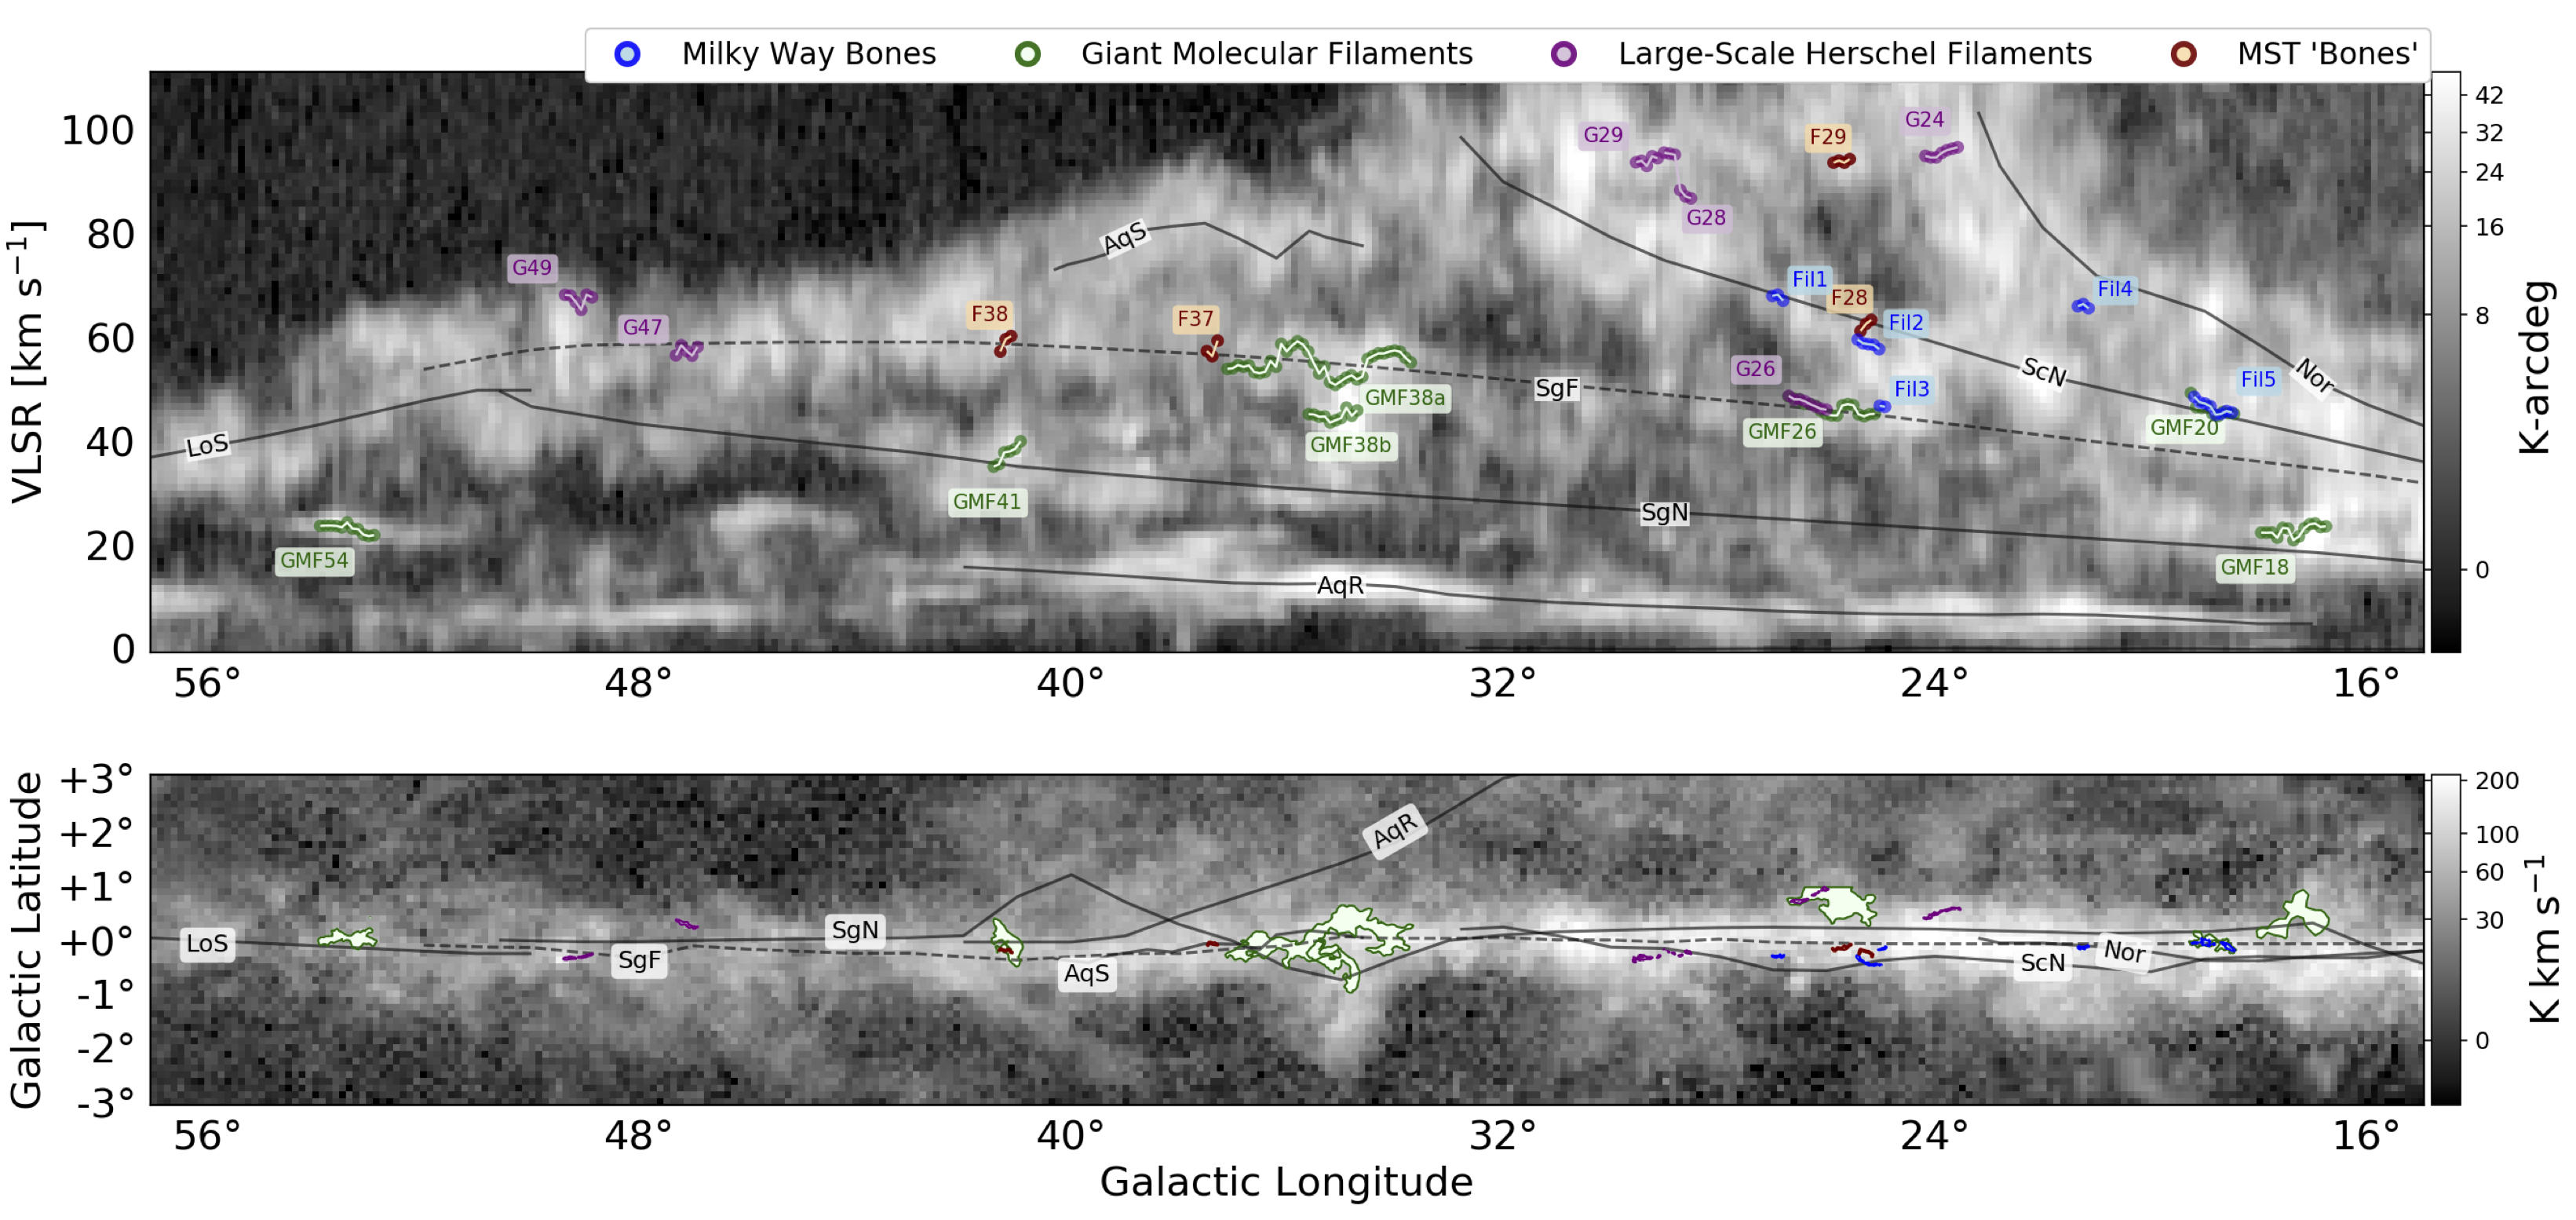 Milky Way Bones Giant Molecular Filaments Large-Scale Herschel Filaments MST 'Bones'
VLSR [km s⁻¹]
100
80
60
40
20
0
G29
F29
G24
G28
AqS
G49
G47
F38
F37
Fil1
F28
Fil2
Fil4
G26
SgF
ScN
Nor
Fil3
Fil5
GMF38a
GMF38b
GMF26
GMF20
LoS
GMF41
SgN
GMF54
GMF18
AqR
42
32
24
16
8
0
K-arcdeg
56° 48° 40° 32° 24° 16°
Galactic Latitude
+3°
+2°
+1°
+0°
-1°
-2°
-3°
AqR
SgN
LoS
SgF
AqS
Nor
ScN
200
100
60
30
0
K km s⁻¹
56° 48° 40° 32° 24° 16°
Galactic Longitude